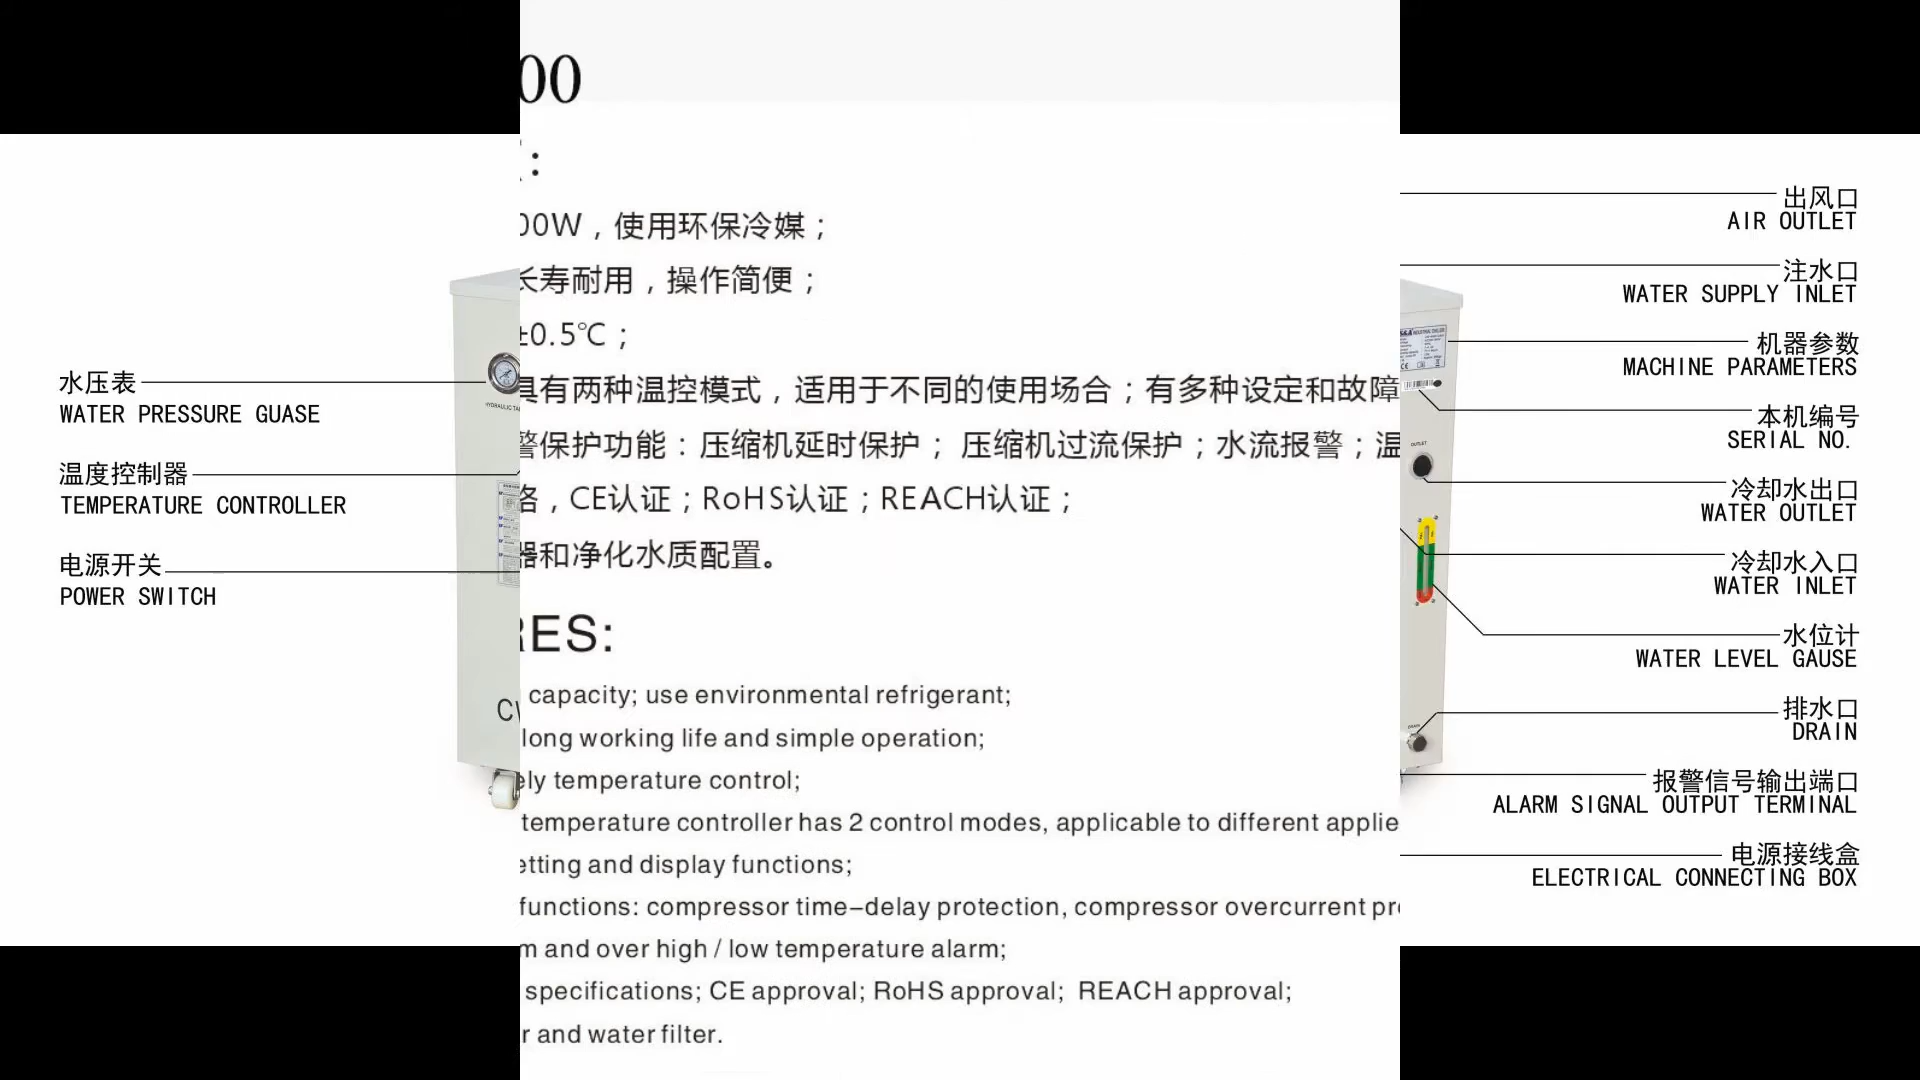 水压表
WATER PRESSURE GUASE
温度控制器
TEMPERATURE CONTROLLER
电源开关
POWER SWITCH
00
:
00W，使用环保冷媒；
长寿耐用，操作简便；
±0.5℃；
具有两种温控模式，适用于不同的使用场合；有多种设定和故障
警保护功能：压缩机延时保护； 压缩机过流保护；水流报警；温
格，CE认证；RoHS认证；REACH认证；
器和净化水质配置。
RES:
capacity; use environmental refrigerant;
long working life and simple operation;
ely temperature control;
temperature controller has 2 control modes, applicable to different applie
etting and display functions;
functions: compressor time–delay protection, compressor overcurrent pr
m and over high / low temperature alarm;
specifications; CE approval; RoHS approval; REACH approval;
r and water filter.
出风口
AIR OUTLET
注水口
WATER SUPPLY INLET
机器参数
MACHINE PARAMETERS
本机编号
SERIAL NO.
OUTLET
冷却水出口
WATER OUTLET
冷却水入口
WATER INLET
水位计
WATER LEVEL GAUSE
排水口
DRAIN
报警信号输出端口
ALARM SIGNAL OUTPUT TERMINAL
电源接线盒
ELECTRICAL CONNECTING BOX